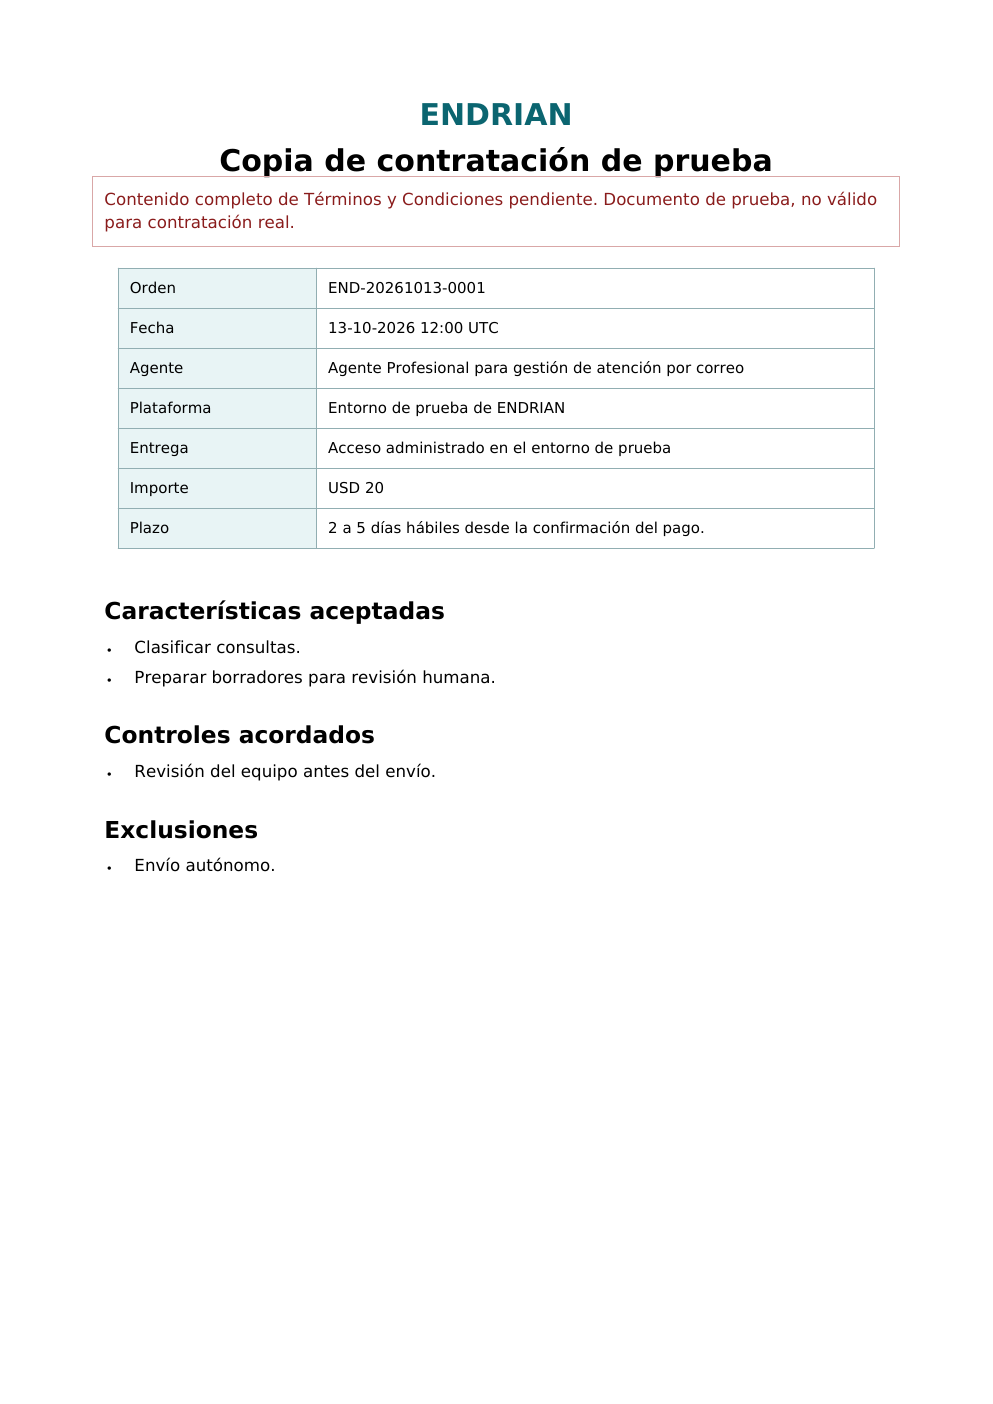 ENDRIAN
Copia de contratación de prueba
Contenido completo de Términos y Condiciones pendiente. Documento de prueba, no válido
para contratación real.
Orden END-20261013-0001
Fecha 13-10-2026 12:00 UTC
Agente Agente Profesional para gestión de atención por correo
Plataforma Entorno de prueba de ENDRIAN
Entrega Acceso administrado en el entorno de prueba
Importe USD 20
Plazo 2 a 5 días hábiles desde la confirmación del pago.
Características aceptadas
• Clasificar consultas.
• Preparar borradores para revisión humana.
Controles acordados
• Revisión del equipo antes del envío.
Exclusiones
• Envío autónomo.